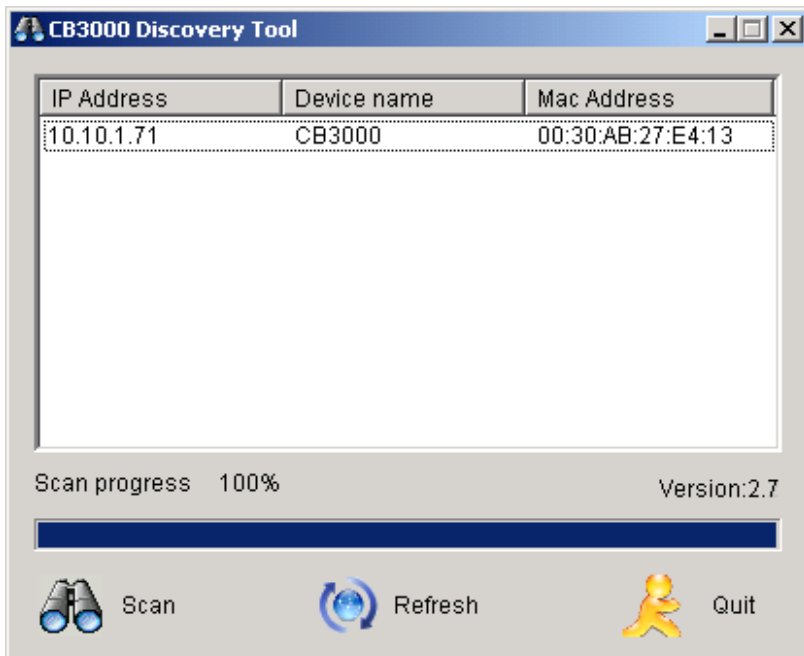 CB3000 Discovery Tool
IP Address Device name Mac Address
10.10.1.71 CB3000 00:30:AB:27:E4:13
Scan progress 100%
Version:2.7
Scan Refresh Quit